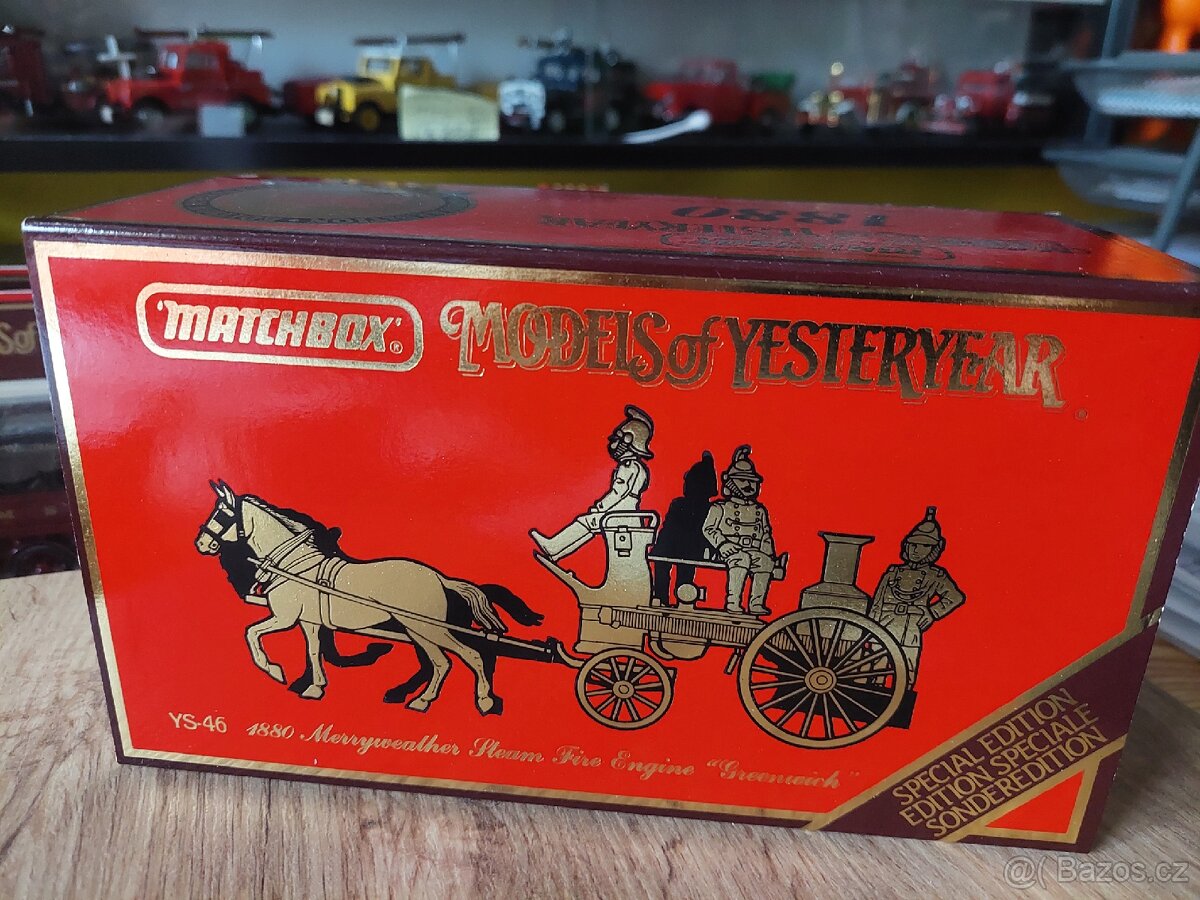 1880
'MATCHBOX'®
MODELS of YESTERYEAR®
YS-46 1880 Merryweather Steam Fire Engine "Greenwich"
SPECIAL EDITION
EDITION SPECIALE
SONDEREDITION
@( Bazos.cz